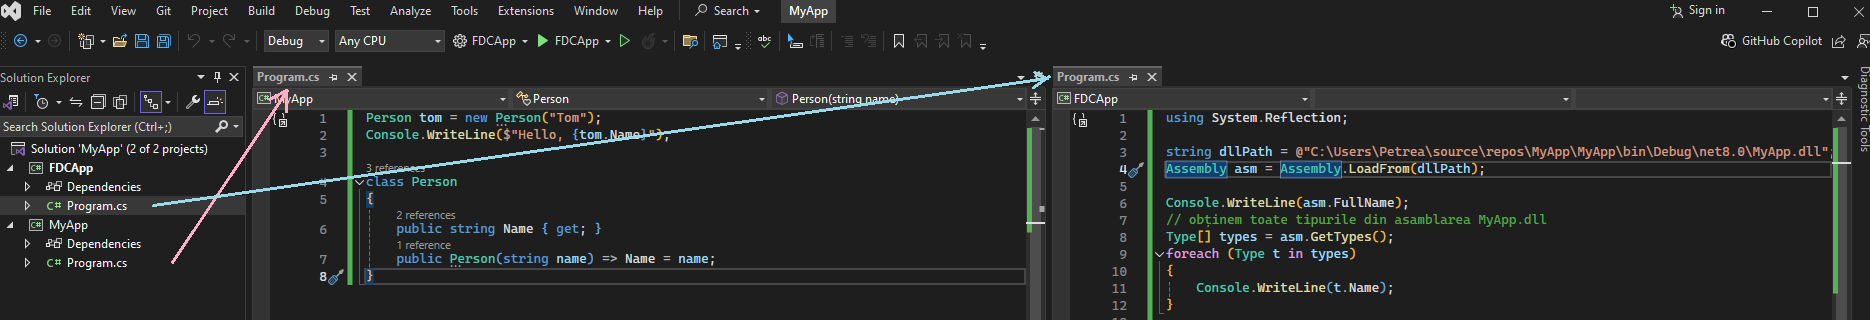 File Edit View Git Project Build Debug Test Analyze Tools Extensions Window Help Search MyApp Sign in
Debug Any CPU FDCApp FDCApp GitHub Copilot
Solution Explorer
Search Solution Explorer (Ctrl+;)
Solution 'MyApp' (2 of 2 projects)
FDCApp
Dependencies
C# Program.cs
MyApp
Dependencies
C# Program.cs
Program.cs
MyApp Person Person(string name)
1 Person tom = new Person("Tom");
2 Console.WriteLine($"Hello, {tom.Name}");
3
3 references
4 class Person
5 {
2 references
6 public string Name { get; }
1 reference
7 public Person(string name) => Name = name;
8 }
Program.cs
FDCApp
1 using System.Reflection;
2
3 string dllPath = @"C:\Users\Petrea\source\repos\MyApp\MyApp\bin\Debug\net8.0\MyApp.dll";
4 Assembly asm = Assembly.LoadFrom(dllPath);
5
6 Console.WriteLine(asm.FullName);
7 // obținem toate tipurile din asamblarea MyApp.dll
8 Type[] types = asm.GetTypes();
9 foreach (Type t in types)
10 {
11 Console.WriteLine(t.Name);
12 }
Diagnostic Tools